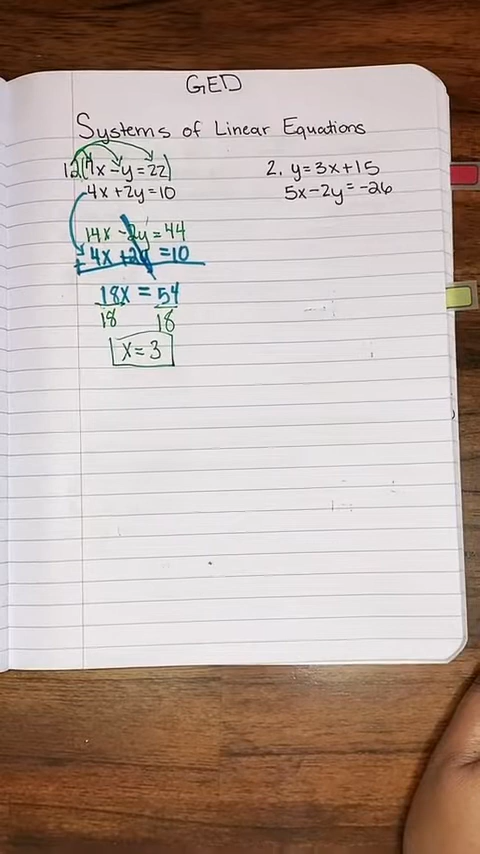 GED
Systems of Linear Equations
1. 2(7x - y = 22)
4x + 2y = 10
14x - 2y = 44
+ 4x + 2y = 10
18x = 54
18 18
x = 3
2. y = 3x + 15
5x - 2y = -26